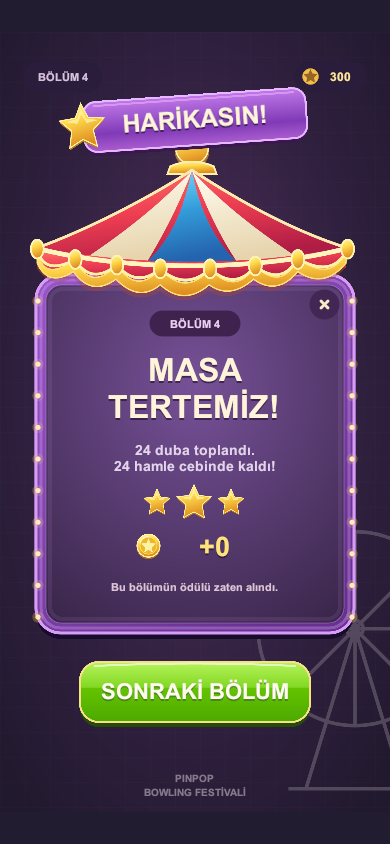 BÖLÜM 4
300
HARİKASIN!
BÖLÜM 4
MASA
TERTEMİZ!
24 duba toplandı.
24 hamle cebinde kaldı!
+0
Bu bölümün ödülü zaten alındı.
SONRAKİ BÖLÜM
PINPOP
BOWLING FESTİVALİ